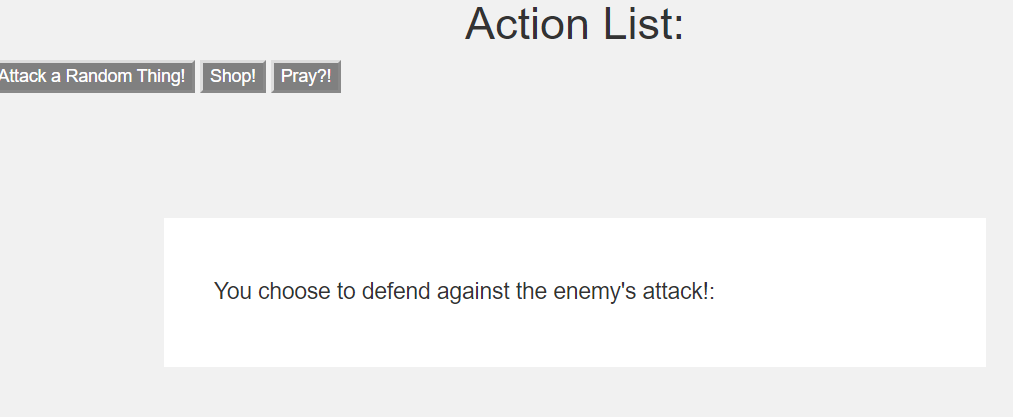 Action List:
Attack a Random Thing! Shop! Pray?!
You choose to defend against the enemy's attack!: